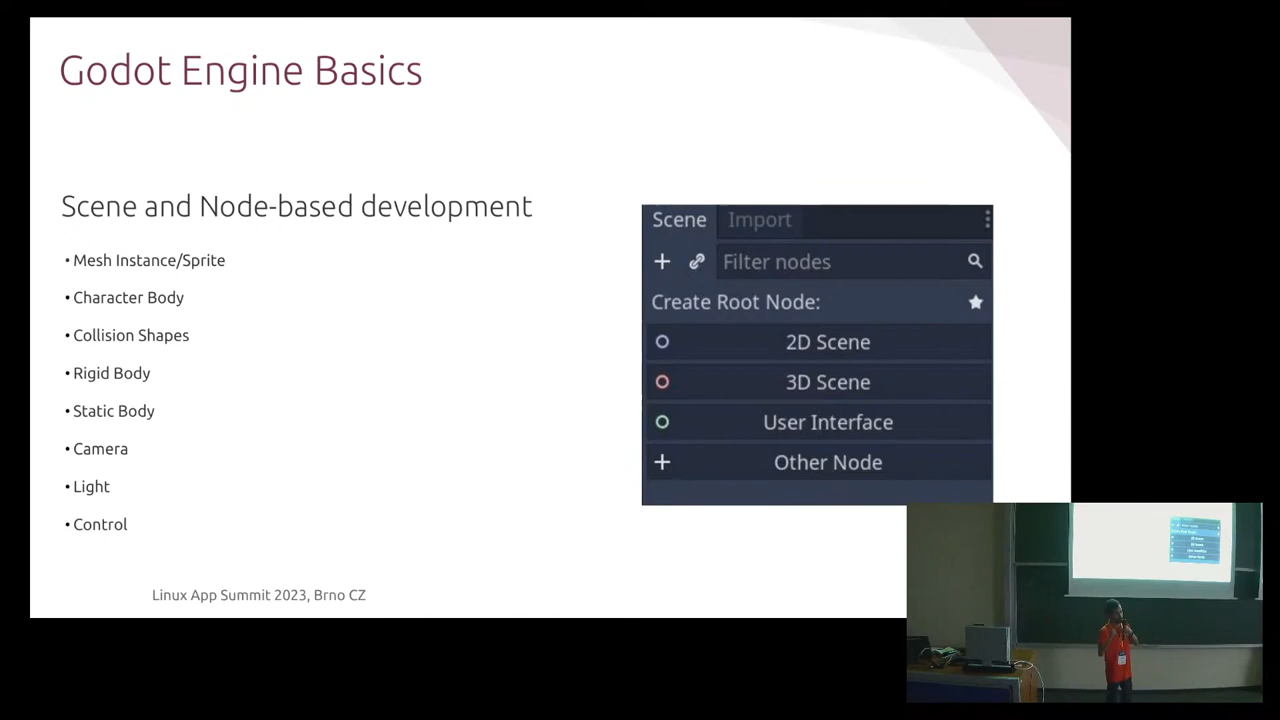 Godot Engine Basics
Scene and Node-based development
• Mesh Instance/Sprite
• Character Body
• Collision Shapes
• Rigid Body
• Static Body
• Camera
• Light
• Control
Scene Import
Filter nodes
Create Root Node:
2D Scene
3D Scene
User Interface
Other Node
Linux App Summit 2023, Brno CZ